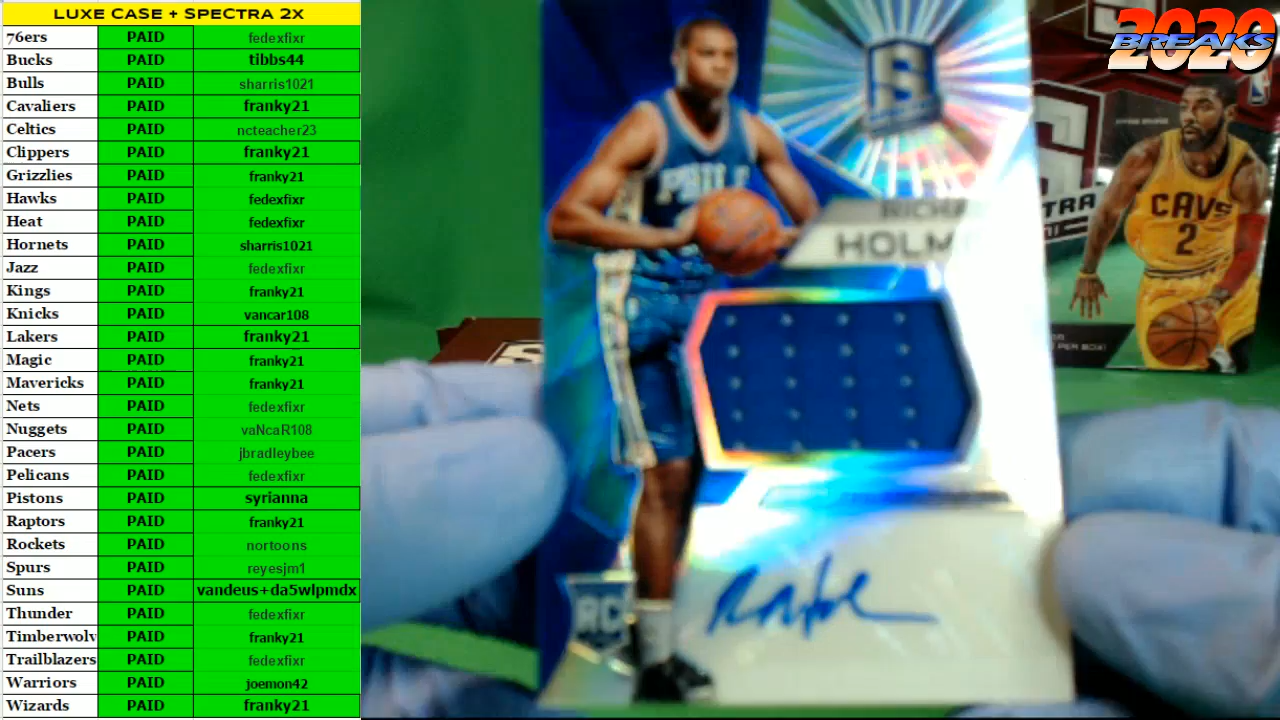 LUXE CASE + SPECTRA 2X
76ers PAID fedexfixr
Bucks PAID tibbs44
Bulls PAID sharris1021
Cavaliers PAID franky21
Celtics PAID ncteacher23
Clippers PAID franky21
Grizzlies PAID franky21
Hawks PAID fedexfixr
Heat PAID fedexfixr
Hornets PAID sharris1021
Jazz PAID fedexfixr
Kings PAID franky21
Knicks PAID vancar108
Lakers PAID franky21
Magic PAID franky21
Mavericks PAID franky21
Nets PAID fedexfixr
Nuggets PAID vaNcaR108
Pacers PAID jbradleybee
Pelicans PAID fedexfixr
Pistons PAID syrianna
Raptors PAID franky21
Rockets PAID nortoons
Spurs PAID reyesjm1
Suns PAID vandeus+da5wlpmdx
Thunder PAID fedexfixr
Timberwolv PAID franky21
Trailblazers PAID fedexfixr
Warriors PAID joemon42
Wizards PAID franky21
2020
BREAKS
S
PHIL
RICHA
HOLM
RC
TRA
CAVS
2
PER BOX!